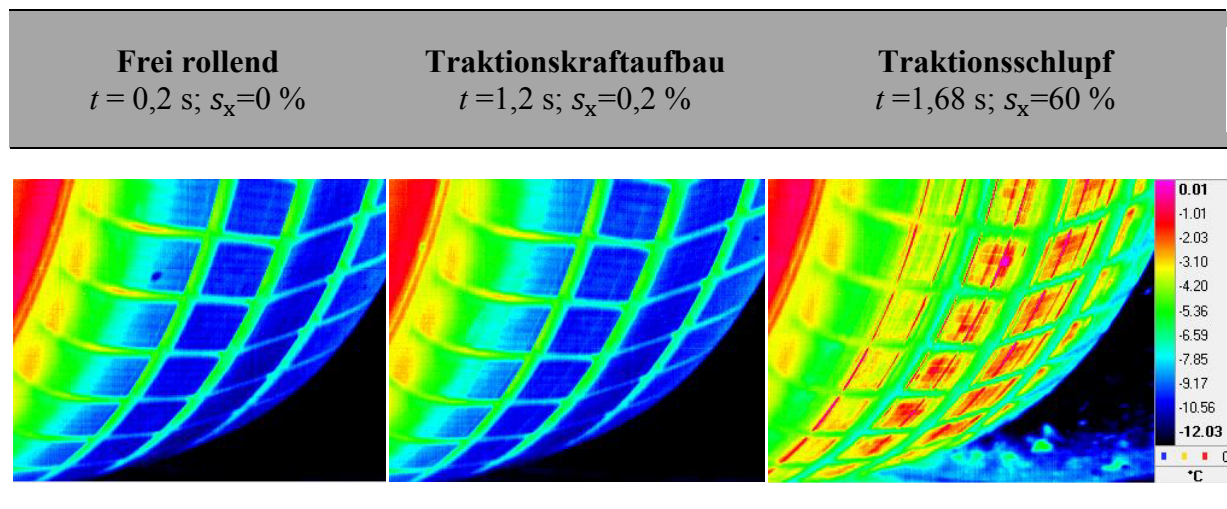 Frei rollend
t = 0,2 s; sx=0 %
Traktionskraftaufbau
t =1,2 s; sx=0,2 %
Traktionsschlupf
t =1,68 s; sx=60 %
0.01
-1.01
-2.03
-3.10
-4.20
-5.36
-6.59
-7.85
-9.17
-10.56
-12.03
°C